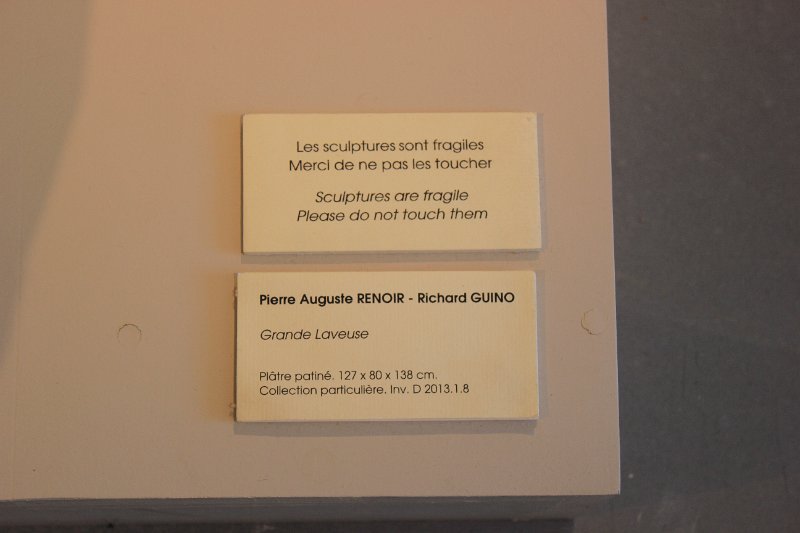 Les sculptures sont fragiles
Merci de ne pas les toucher
Sculptures are fragile
Please do not touch them
Pierre Auguste RENOIR - Richard GUINO
Grande Laveuse
Plâtre patiné. 127 x 80 x 138 cm.
Collection particulière. Inv. D 2013.1.8